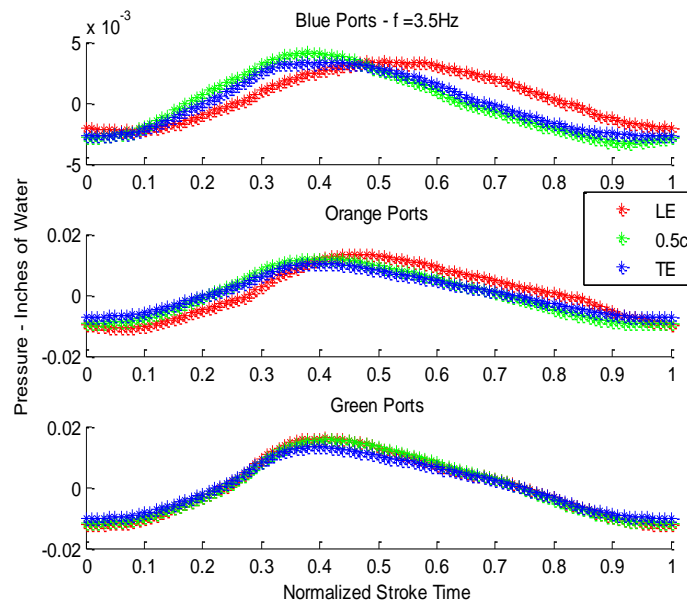 x 10-3
Blue Ports - f =3.5Hz
5
0
-5
0 0.1 0.2 0.3 0.4 0.5 0.6 0.7 0.8 0.9 1
Orange Ports
0.02
0
-0.02
0 0.1 0.2 0.3 0.4 0.5 0.6 0.7 0.8 0.9 1
LE
0.5c
TE
Green Ports
0.02
0
-0.02
0 0.1 0.2 0.3 0.4 0.5 0.6 0.7 0.8 0.9 1
Normalized Stroke Time
Pressure - Inches of Water